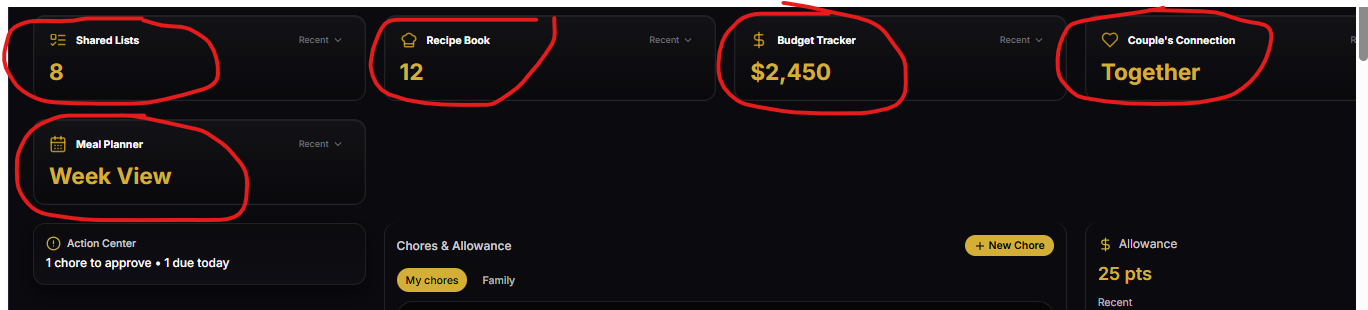 Shared Lists
Recent
8
Recipe Book
Recent
12
Budget Tracker
Recent
$2,450
Couple's Connection
R
Together
Meal Planner
Recent
Week View
Action Center
1 chore to approve • 1 due today
Chores & Allowance
+ New Chore
My chores
Family
$ Allowance
25 pts
Recent